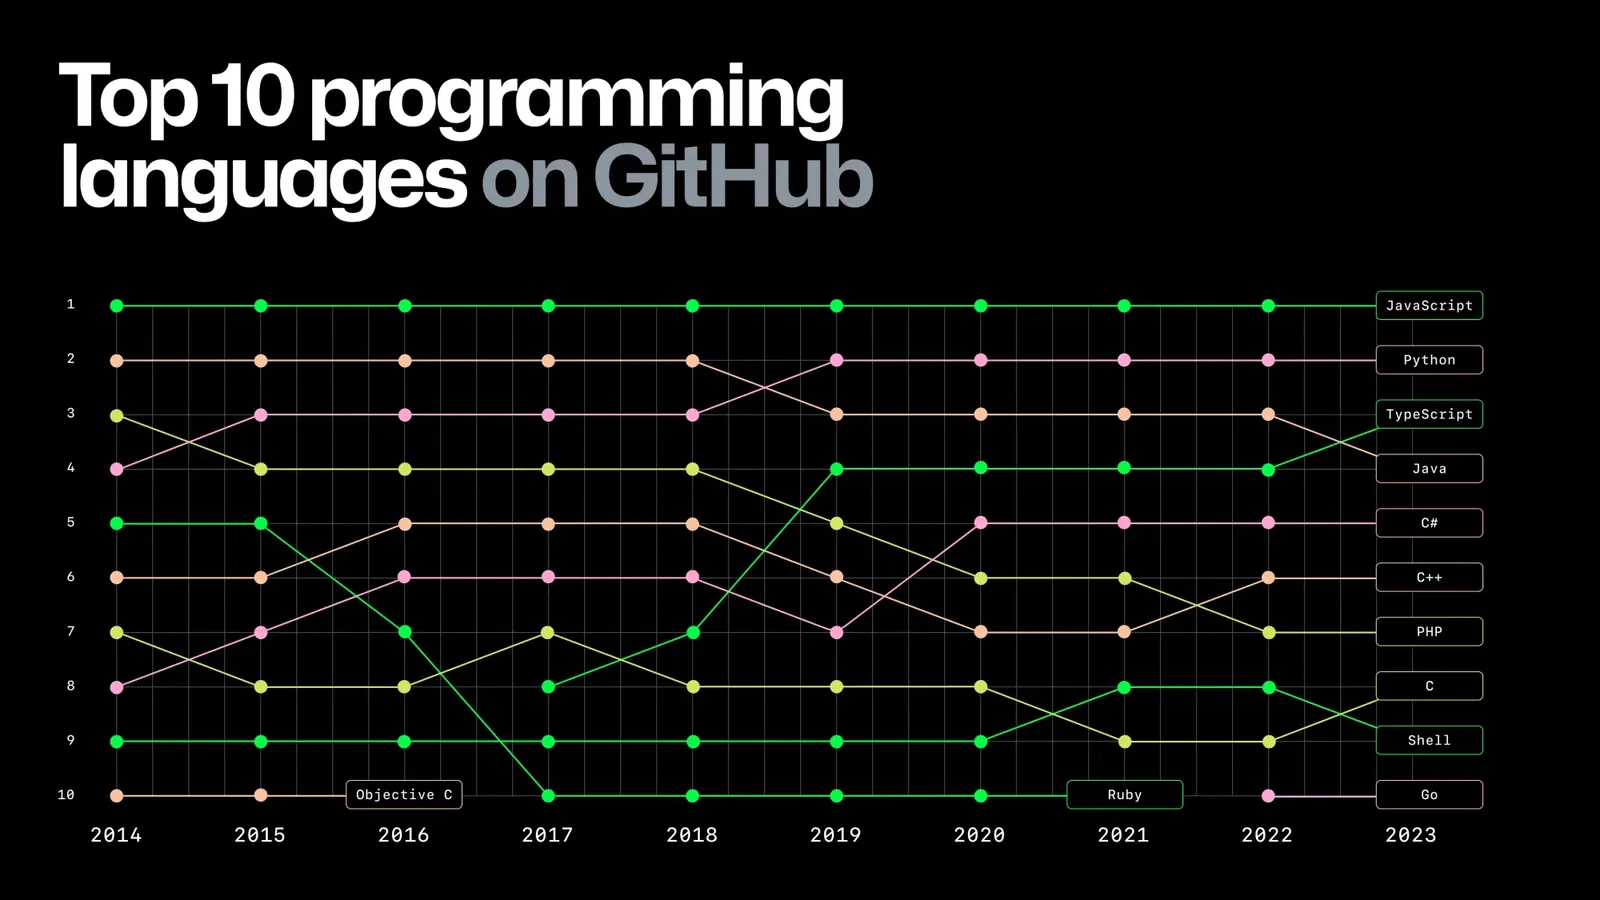 Top 10 programming
languages on GitHub
1
JavaScript
2
Python
3
TypeScript
4
Java
5
C#
6
C++
7
PHP
8
C
9
Shell
10
Objective C
Ruby
Go
2014 2015 2016 2017 2018 2019 2020 2021 2022 2023